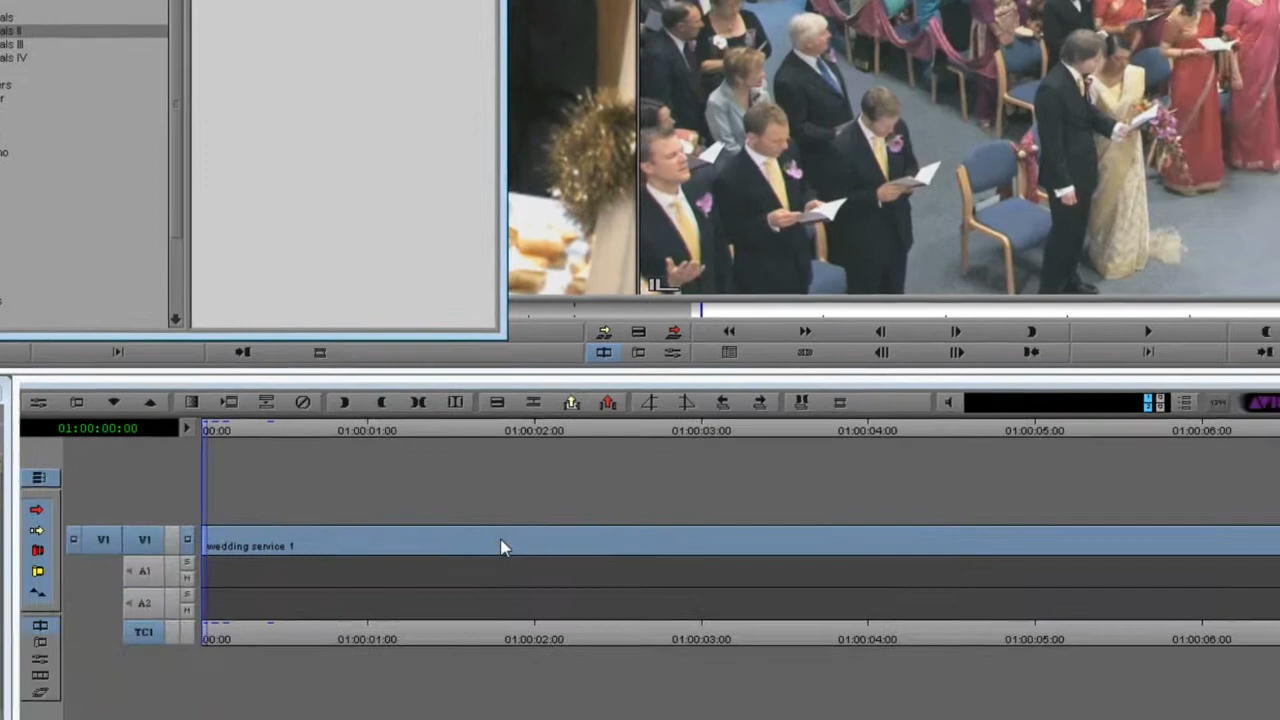 als
als II
als III
als IV
ers
r
no
s
01:00:00:00
00:00
01:00:01:00
01:00:02:00
01:00:03:00
01:00:04:00
01:00:05:00
01:00:06:00
V1
V1
wedding service 1
S
M
A1
S
M
A2
TC1
00:00
01:00:01:00
01:00:02:00
01:00:03:00
01:00:04:00
01:00:05:00
01:00:06:00